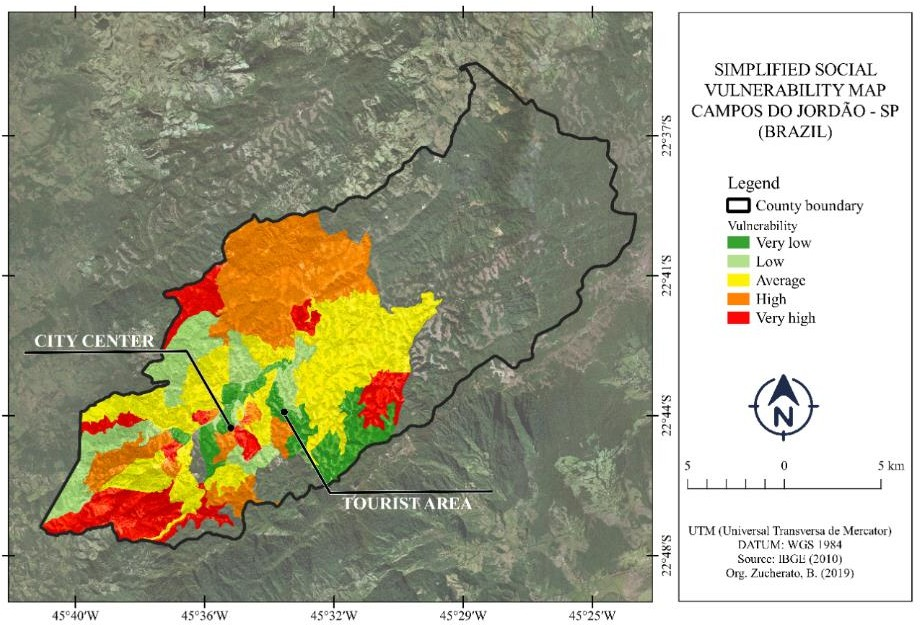 CITY CENTER
TOURIST AREA
22°37'S
22°41'S
22°44'S
22°48'S
45°40'W
45°36'W
45°32'W
45°29'W
45°25'W
SIMPLIFIED SOCIAL
VULNERABILITY MAP
CAMPOS DO JORDÃO - SP
(BRAZIL)
Legend
County boundary
Vulnerability
Very low
Low
Average
High
Very high
N
5 0 5 km
UTM (Universal Transversa de Mercator)
DATUM: WGS 1984
Source: IBGE (2010)
Org. Zucherato, B. (2019)